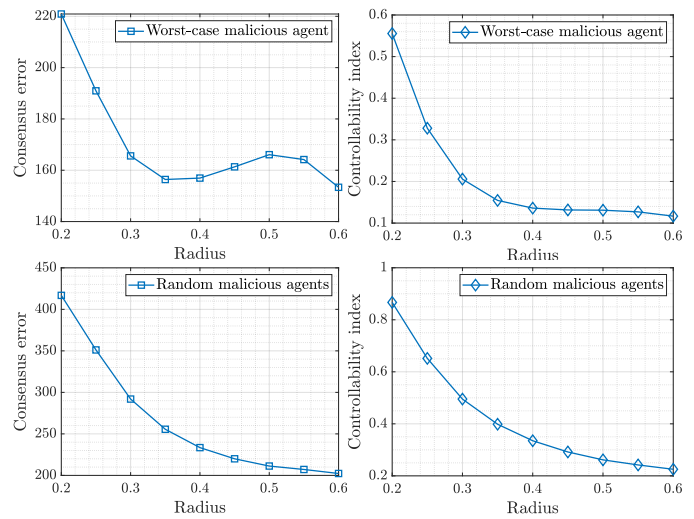 Worst-case malicious agent
Consensus error
220
200
180
160
140
0.2 0.3 0.4 0.5 0.6
Radius
Worst-case malicious agent
Controllability index
0.6
0.5
0.4
0.3
0.2
0.1
0.2 0.3 0.4 0.5 0.6
Radius
Random malicious agents
Consensus error
450
400
350
300
250
200
0.2 0.3 0.4 0.5 0.6
Radius
Random malicious agents
Controllability index
1
0.8
0.6
0.4
0.2
0.2 0.3 0.4 0.5 0.6
Radius